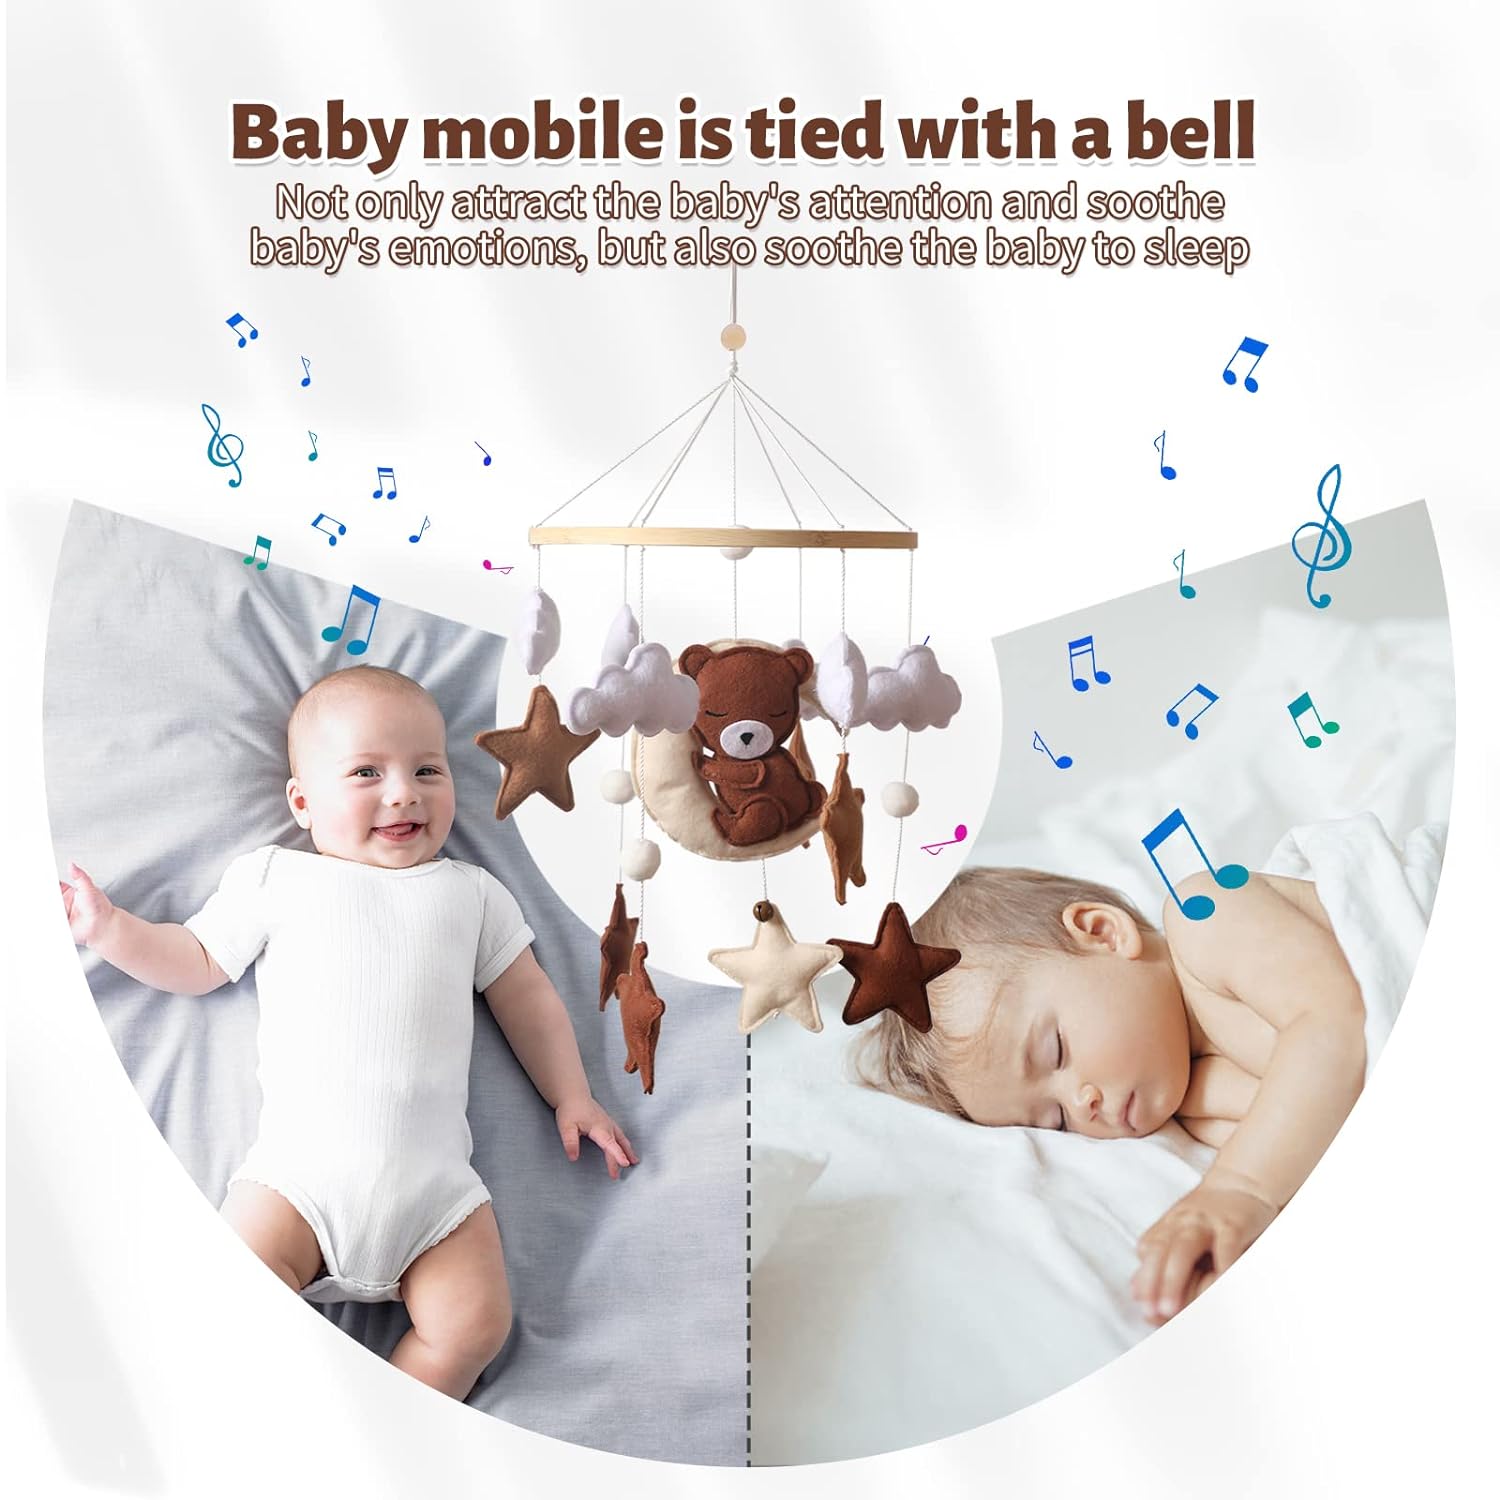 Baby mobile is tied with a bell
Not only attract the baby's attention and soothe
baby's emotions, but also soothe the baby to sleep